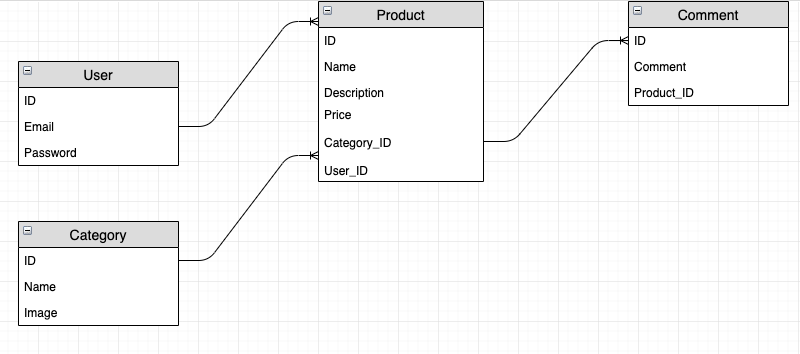 User
ID
Email
Password
Category
ID
Name
Image
Product
ID
Name
Description
Price
Category_ID
User_ID
Comment
ID
Comment
Product_ID